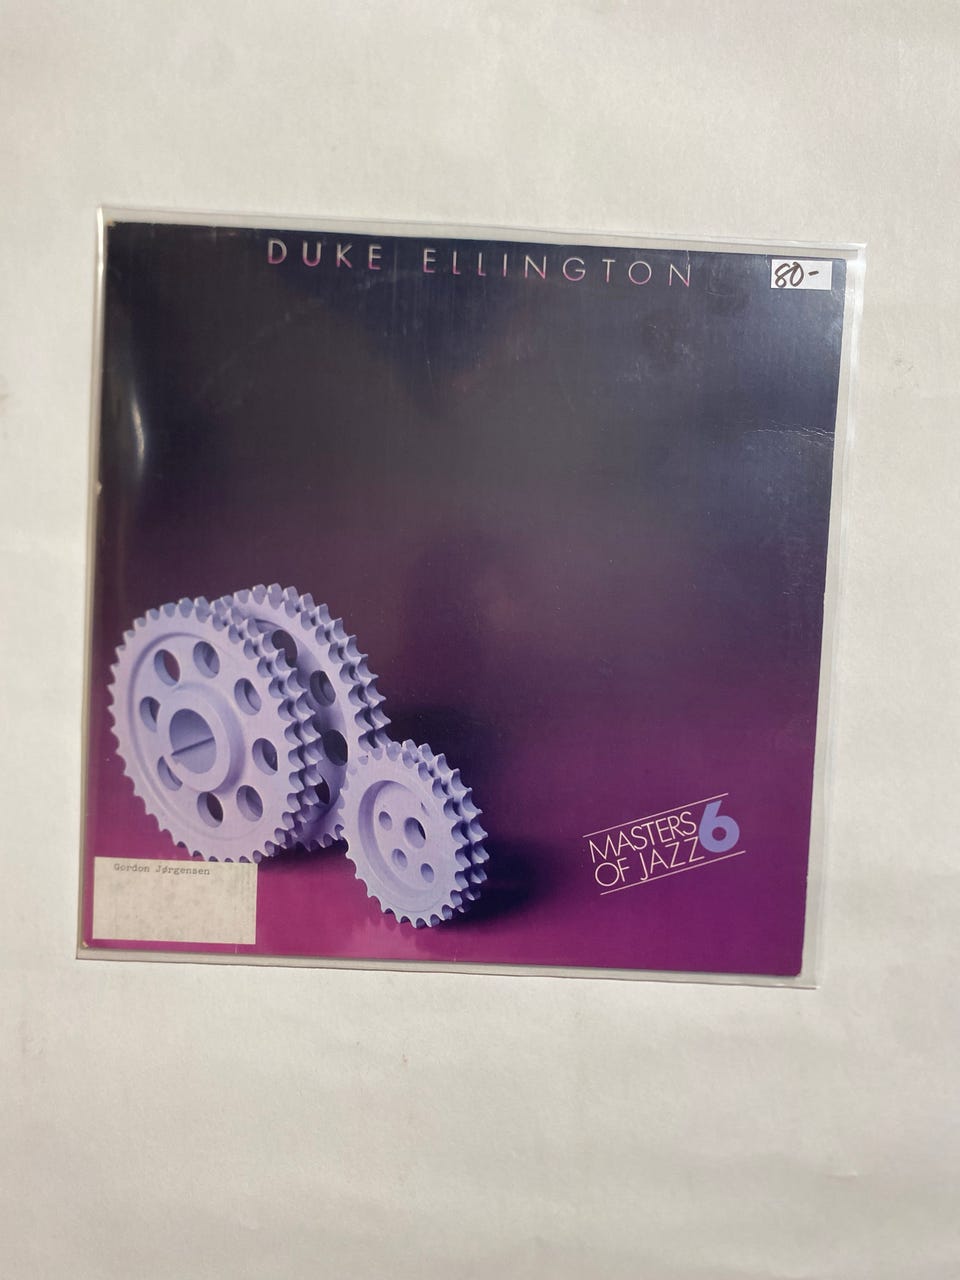 DUKE ELLINGTON
80-
Gordon Jørgensen
MASTERS 6
OF JAZZ